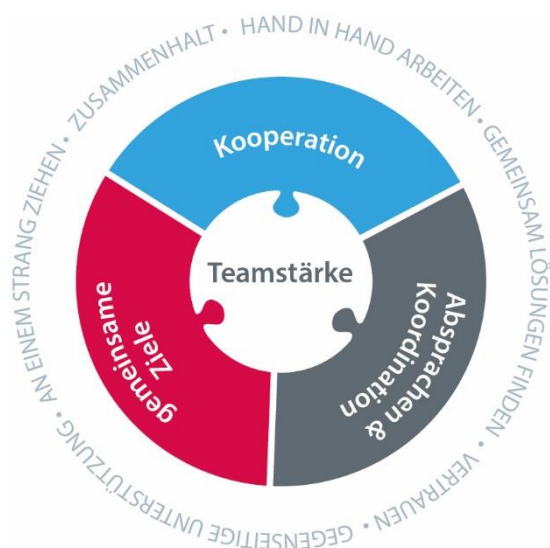 ZUSAMMENHALT • HAND IN HAND ARBEITEN • GEMEINSAM LÖSUNGEN FINDEN • VERTRAUEN • GEGENSEITIGE UNTERSTÜTZUNG • AN EINEM STRANG ZIEHEN •
Kooperation
Teamstärke
Absprachen &
Koordination
gemeinsame
Ziele